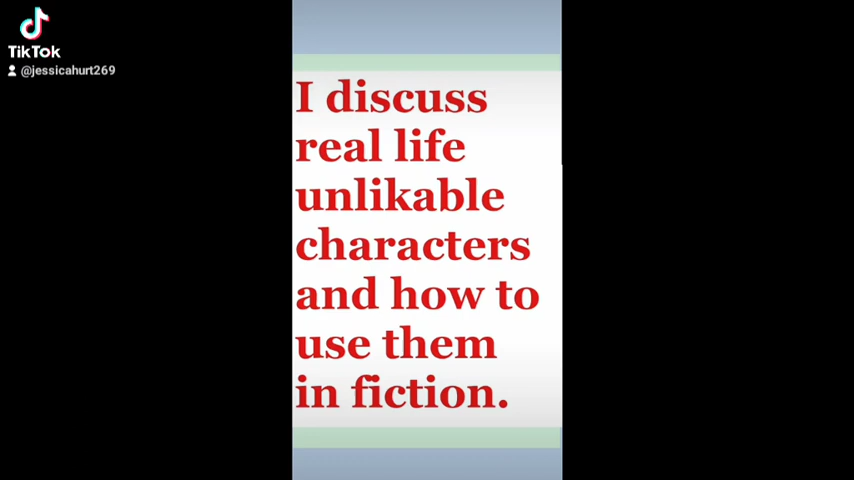 TikTok
@jessicahurt269
I discuss
real life
unlikable
characters
and how to
use them
in fiction.